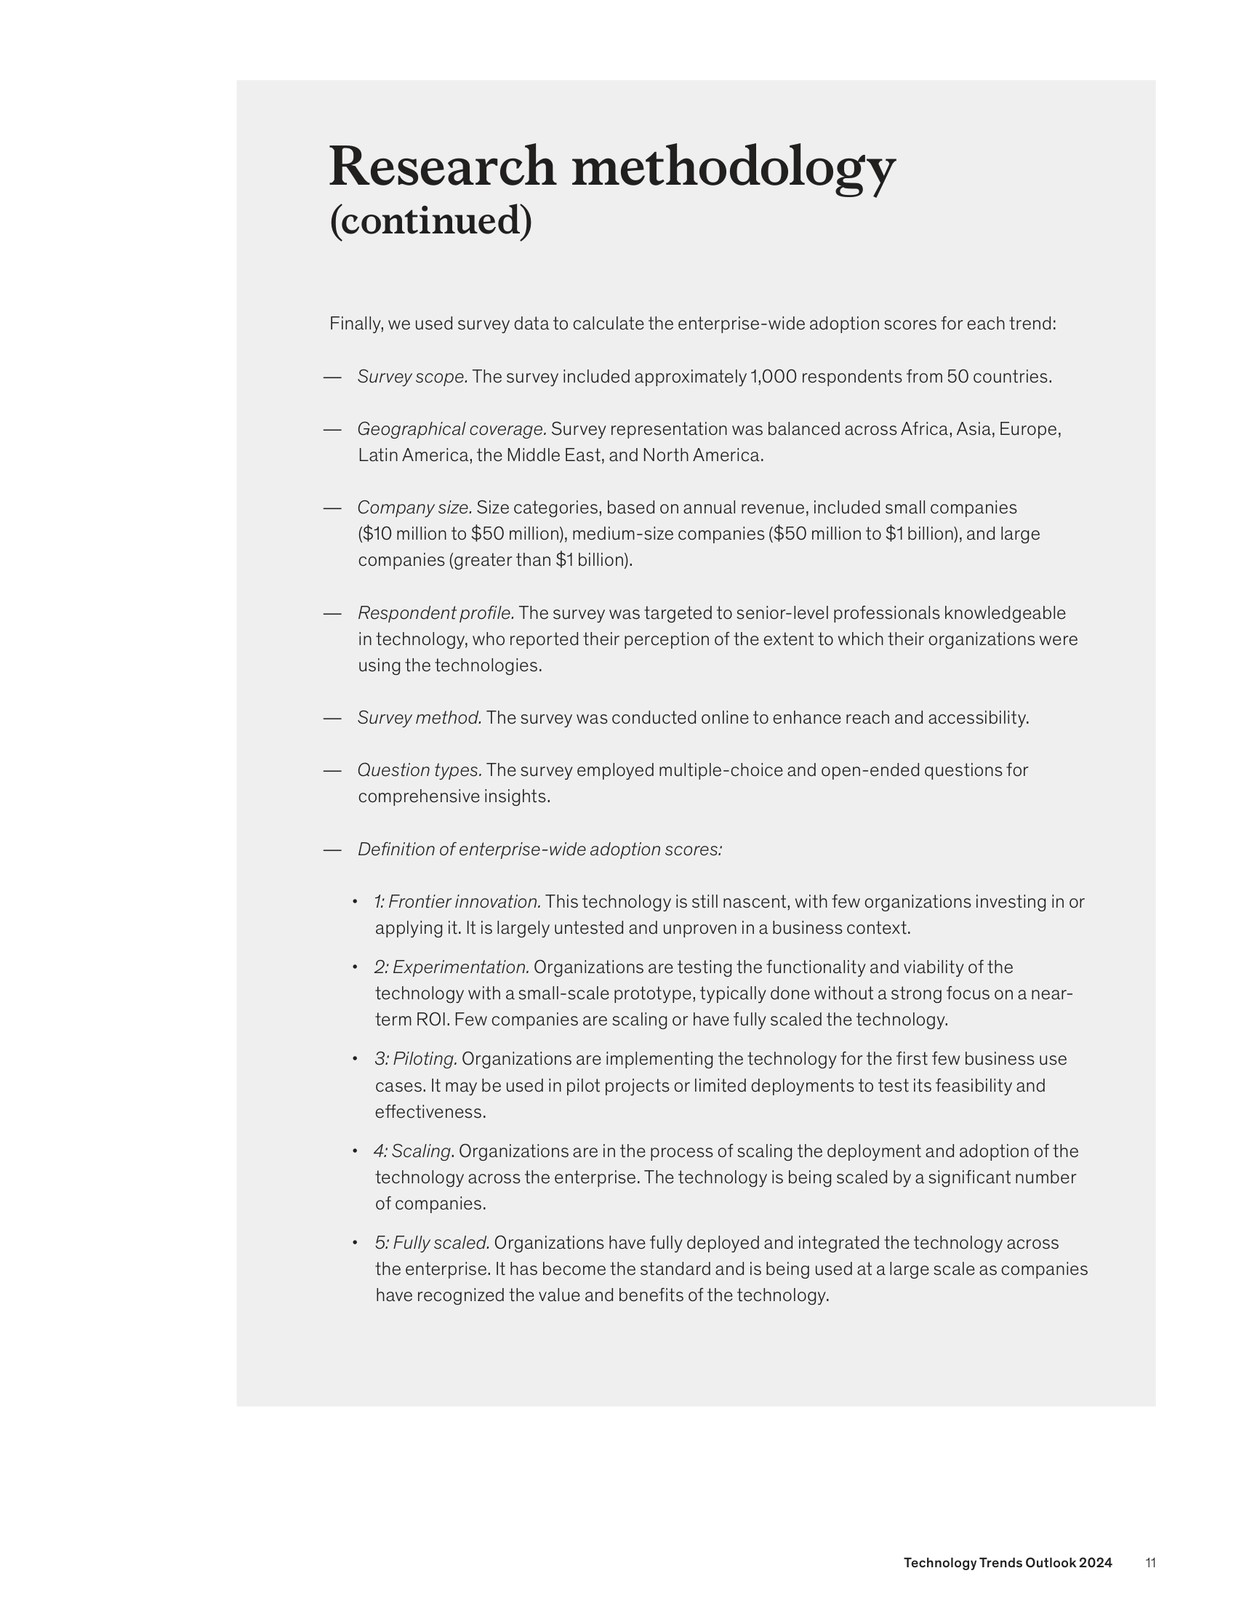 Research methodology
(continued)
Finally, we used survey data to calculate the enterprise-wide adoption scores for each trend:
— Survey scope. The survey included approximately 1,000 respondents from 50 countries.
— Geographical coverage. Survey representation was balanced across Africa, Asia, Europe,
Latin America, the Middle East, and North America.
— Company size. Size categories, based on annual revenue, included small companies
($10 million to $50 million), medium-size companies ($50 million to $1 billion), and large
companies (greater than $1 billion).
— Respondent profile. The survey was targeted to senior-level professionals knowledgeable
in technology, who reported their perception of the extent to which their organizations were
using the technologies.
— Survey method. The survey was conducted online to enhance reach and accessibility.
— Question types. The survey employed multiple-choice and open-ended questions for
comprehensive insights.
— Definition of enterprise-wide adoption scores:
• 1: Frontier innovation. This technology is still nascent, with few organizations investing in or
applying it. It is largely untested and unproven in a business context.
• 2: Experimentation. Organizations are testing the functionality and viability of the
technology with a small-scale prototype, typically done without a strong focus on a near-
term ROI. Few companies are scaling or have fully scaled the technology.
• 3: Piloting. Organizations are implementing the technology for the first few business use
cases. It may be used in pilot projects or limited deployments to test its feasibility and
effectiveness.
• 4: Scaling. Organizations are in the process of scaling the deployment and adoption of the
technology across the enterprise. The technology is being scaled by a significant number
of companies.
• 5: Fully scaled. Organizations have fully deployed and integrated the technology across
the enterprise. It has become the standard and is being used at a large scale as companies
have recognized the value and benefits of the technology.
Technology Trends Outlook 2024 11